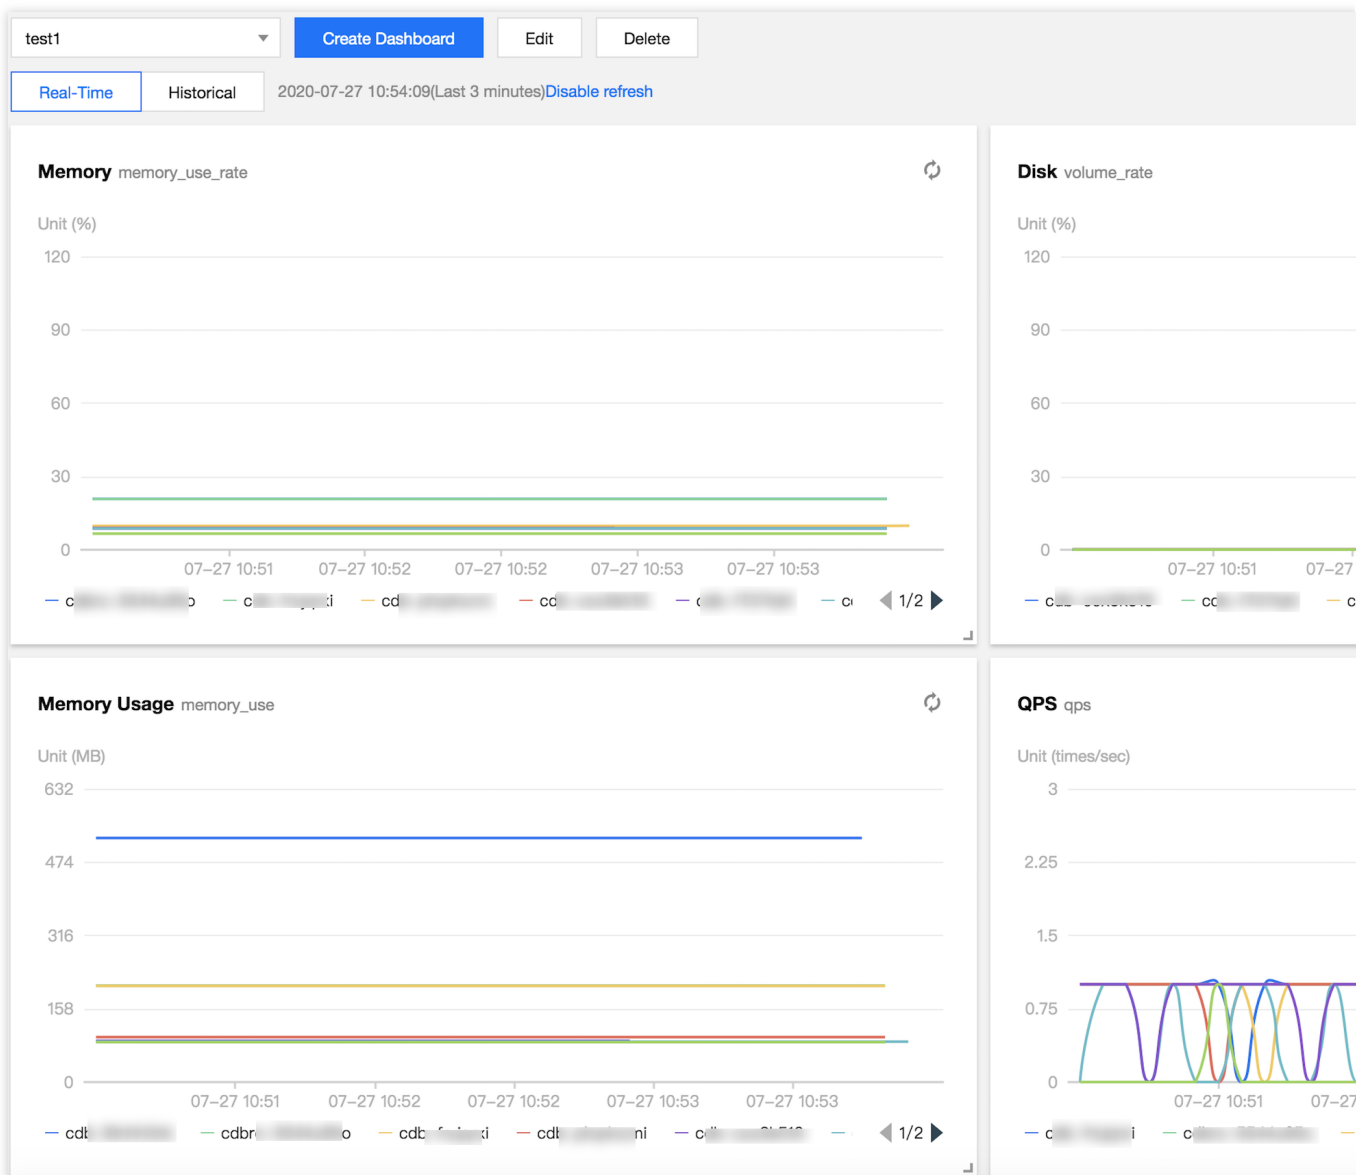 test1
Create Dashboard
Edit
Delete
Real-Time
Historical
2020-07-27 10:54:09(Last 3 minutes)Disable refresh
Memory memory_use_rate
Unit (%)
120
90
60
30
0
07-27 10:51 07-27 10:52 07-27 10:52 07-27 10:53 07-27 10:53
1/2
Disk volume_rate
Unit (%)
120
90
60
30
0
07-27 10:51 07-27
Memory Usage memory_use
Unit (MB)
632
474
316
158
0
07-27 10:51 07-27 10:52 07-27 10:52 07-27 10:53 07-27 10:53
1/2
QPS qps
Unit (times/sec)
3
2.25
1.5
0.75
0
07-27 10:51 07-27